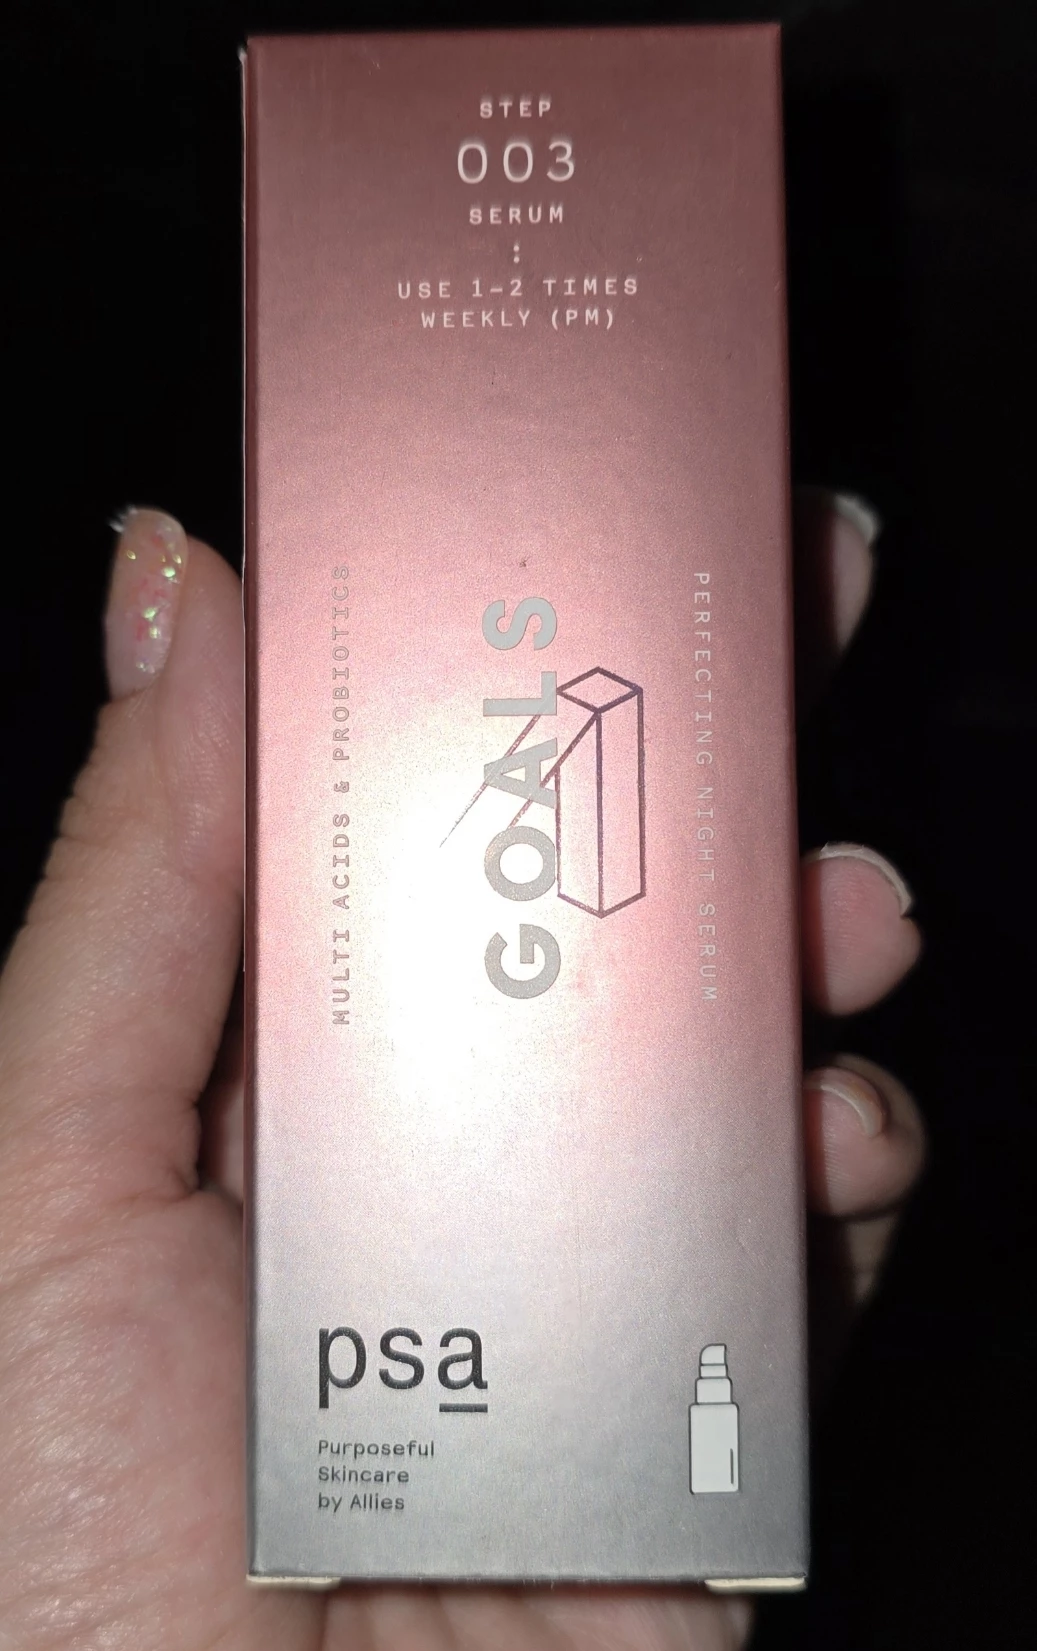 STEP
003
SERUM
:
USE 1-2 TIMES
WEEKLY (PM)
MULTI ACIDS & PROBIOTICS
GOALS
PERFECTING NIGHT SERUM
psa
Purposeful
Skincare
by Allies